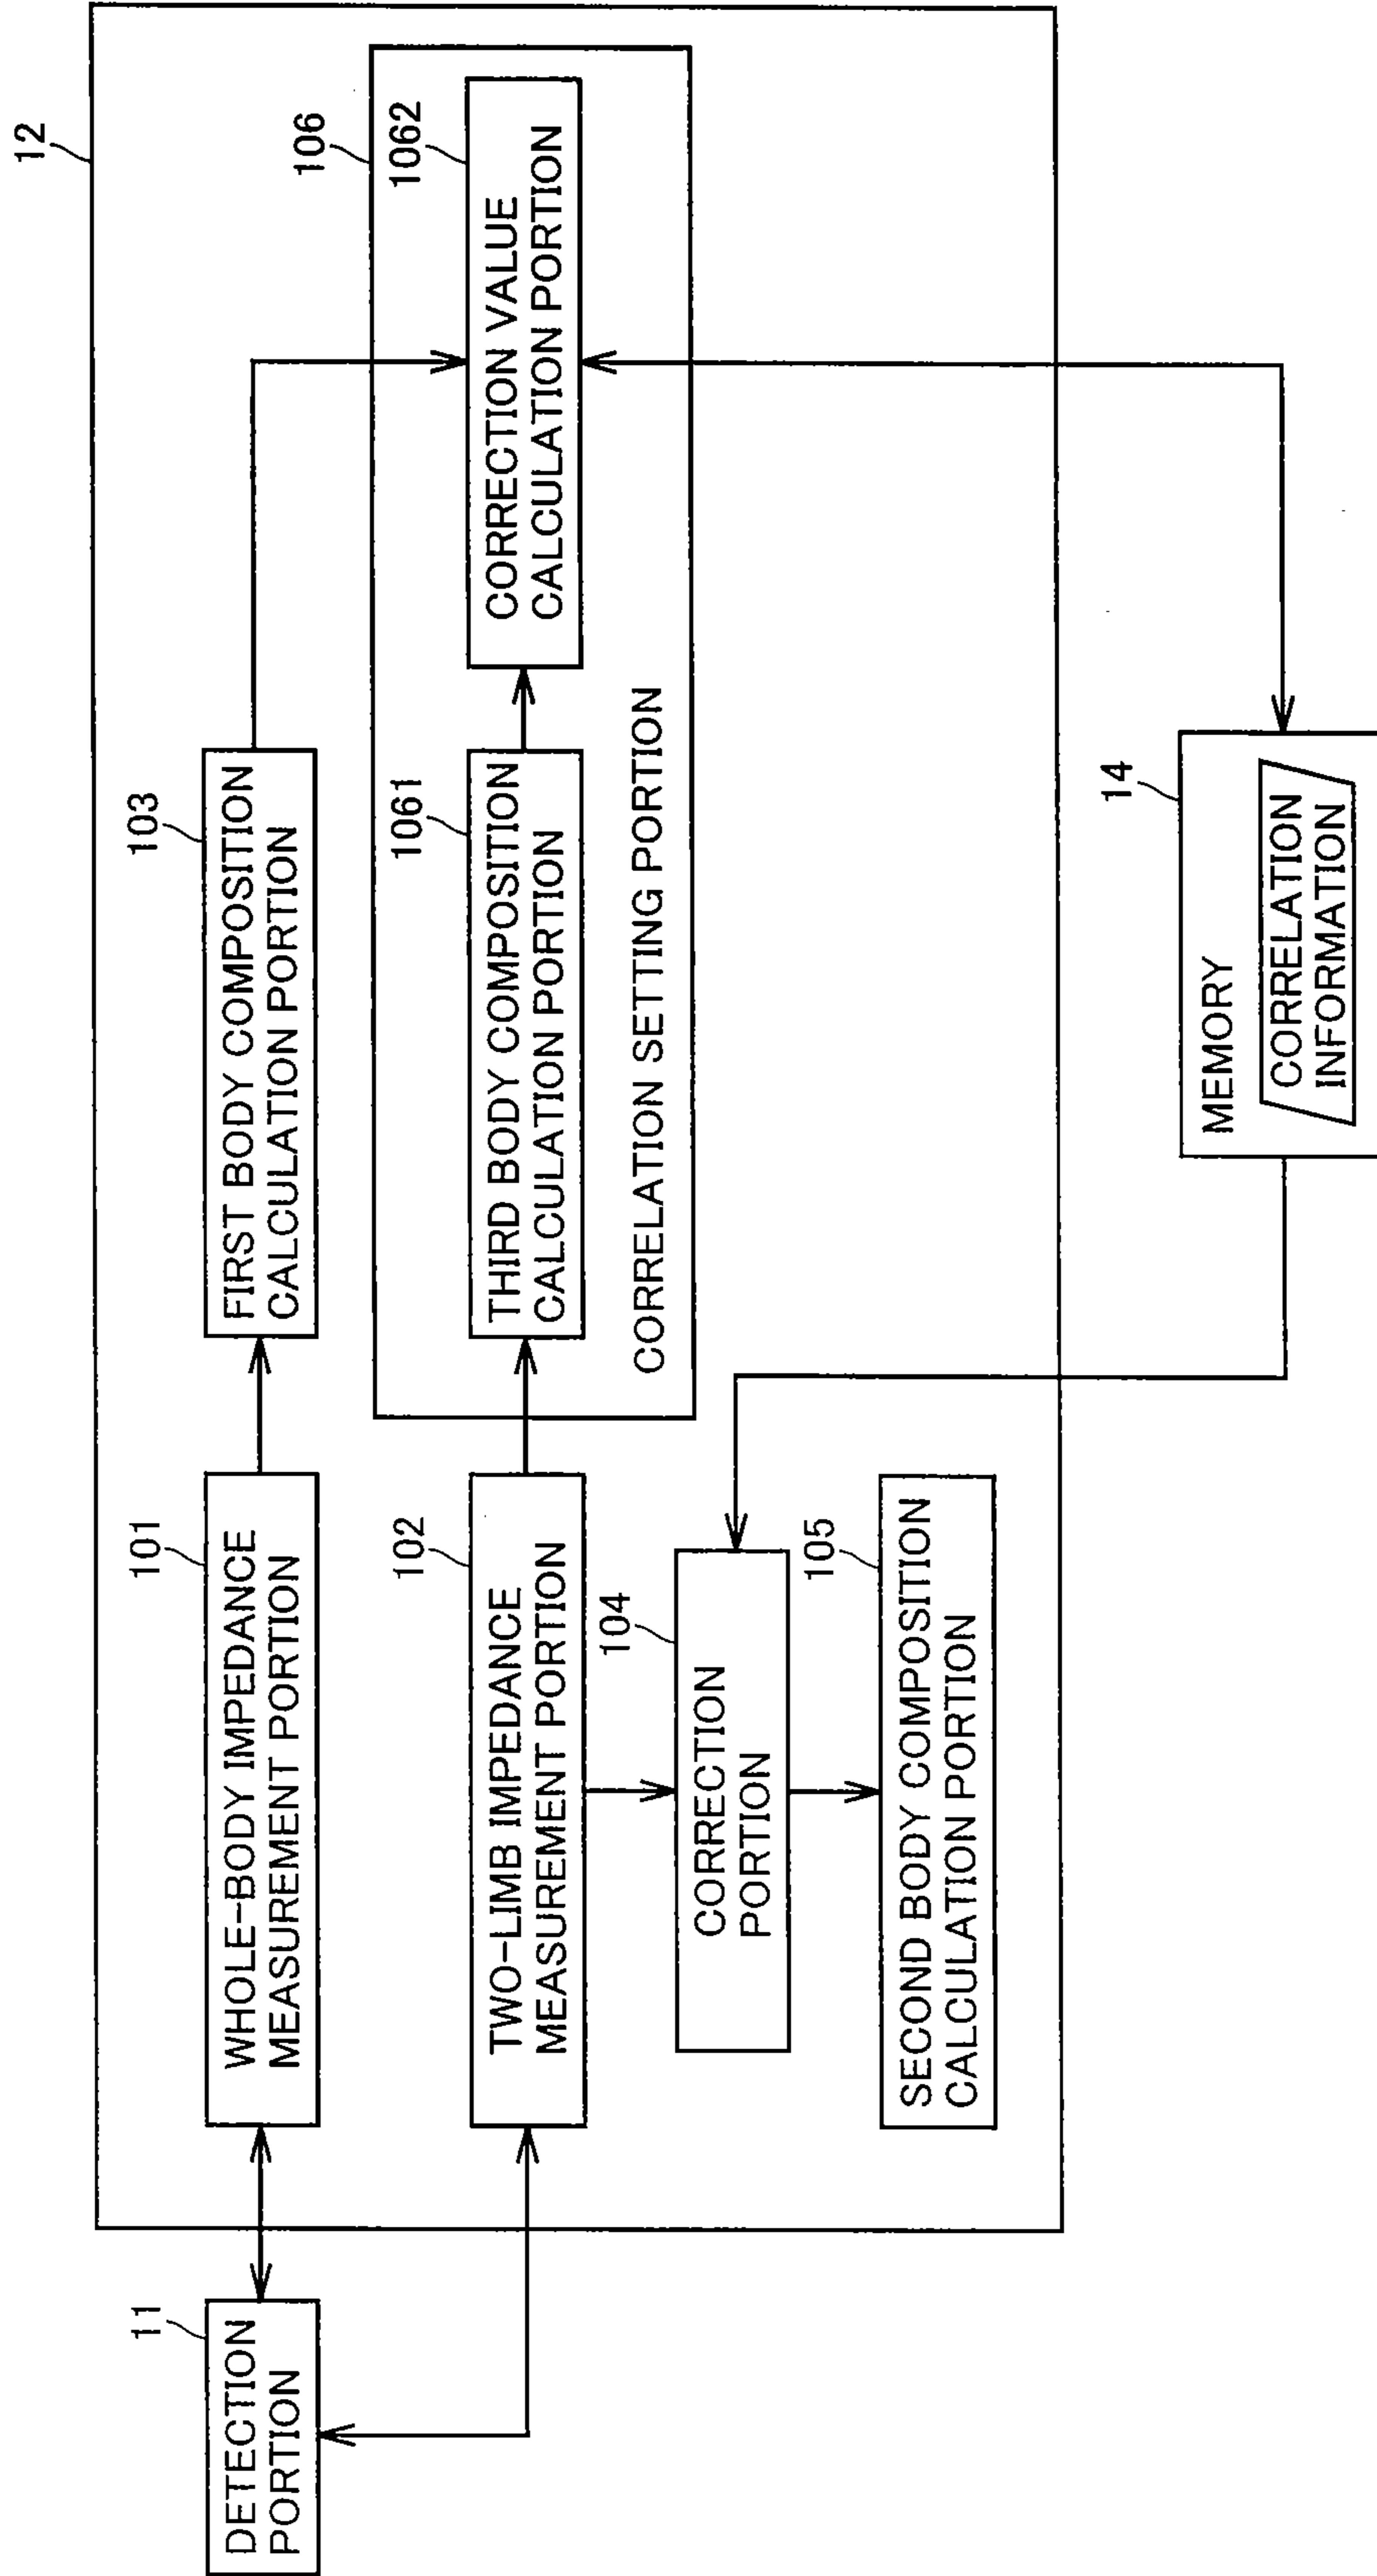 12
11
DETECTION
PORTION
101
WHOLE-BODY IMPEDANCE
MEASUREMENT PORTION
103
FIRST BODY COMPOSITION
CALCULATION PORTION
106
102
TWO-LIMB IMPEDANCE
MEASUREMENT PORTION
1061
THIRD BODY COMPOSITION
CALCULATION PORTION
1062
CORRECTION VALUE
CALCULATION PORTION
CORRELATION SETTING PORTION
104
CORRECTION
PORTION
105
SECOND BODY COMPOSITION
CALCULATION PORTION
14
MEMORY
CORRELATION
INFORMATION